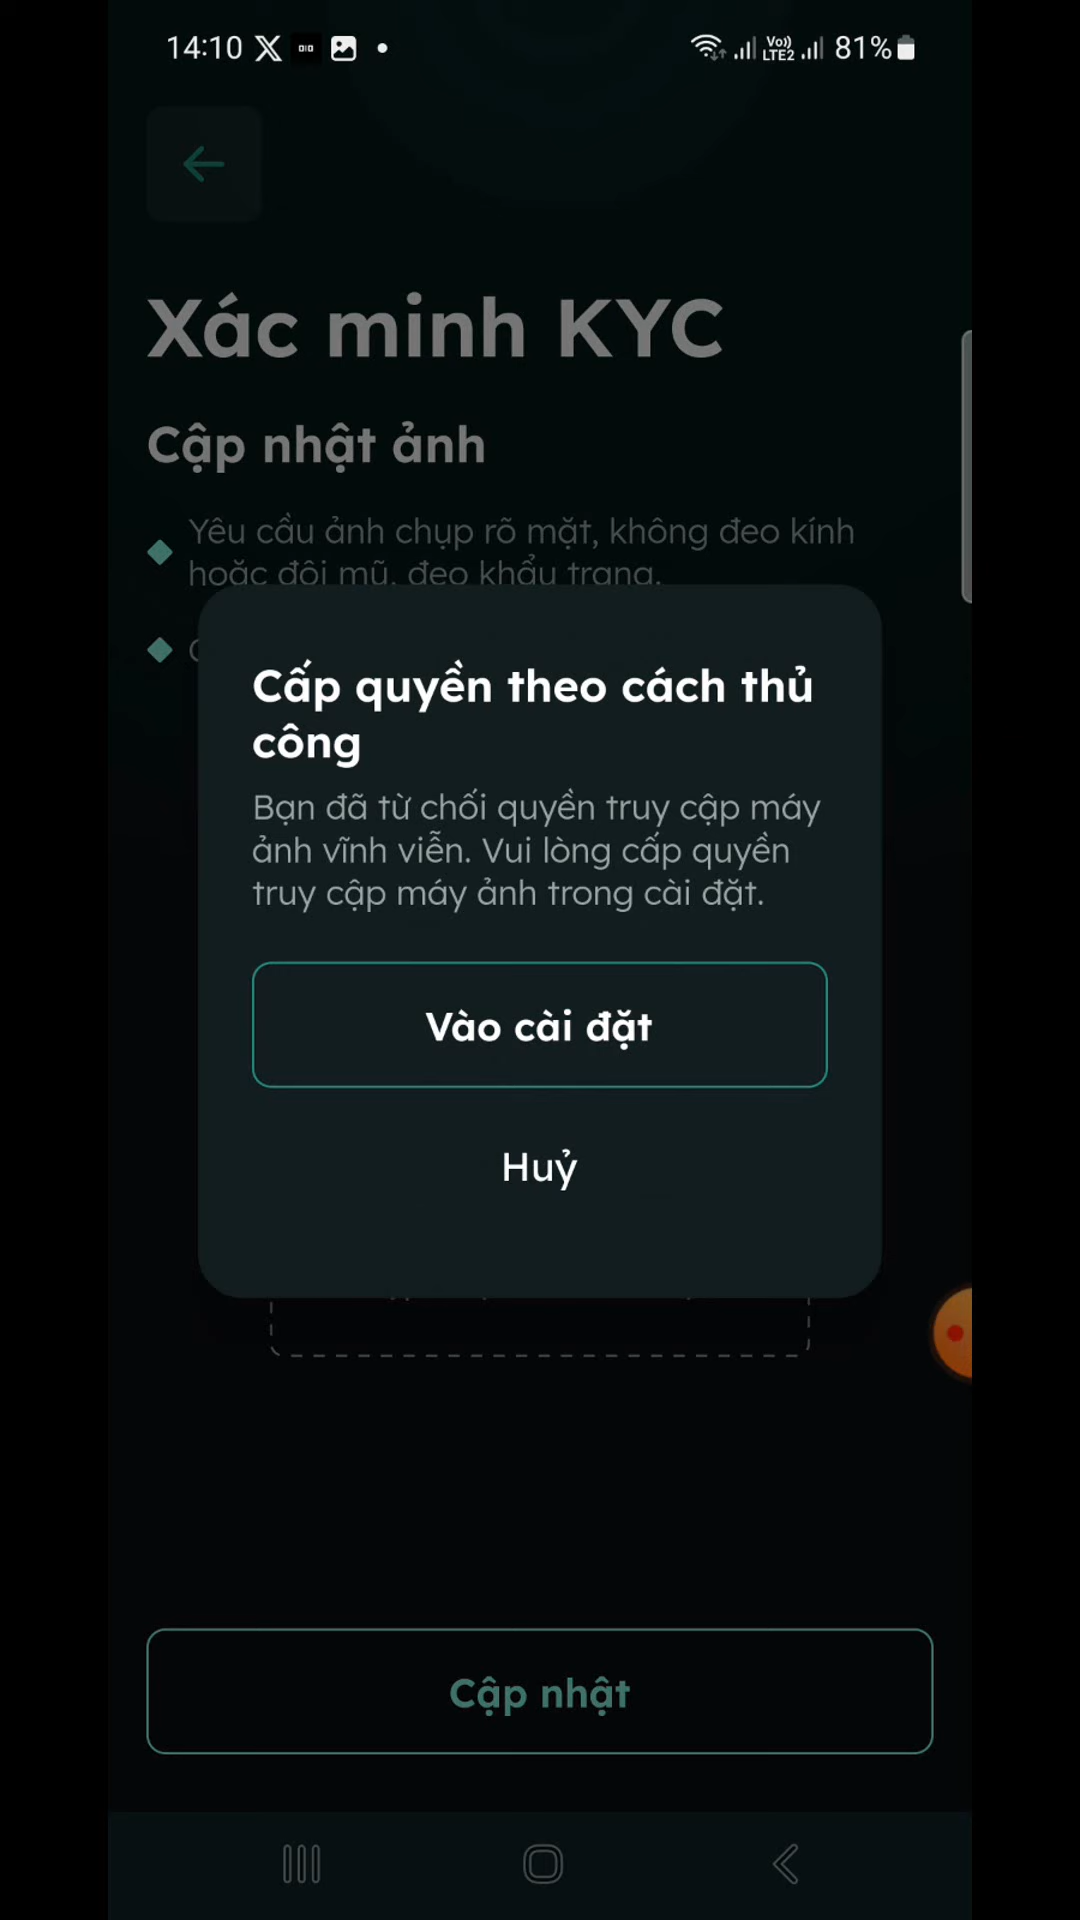 14:10
Vo))
LTE2
81%
Xác minh KYC
Cập nhật ảnh
Yêu cầu ảnh chụp rõ mặt, không đeo kính
hoặc đội mũ, đeo khẩu trang.
Cấp quyền theo cách thủ
công
Bạn đã từ chối quyền truy cập máy
ảnh vĩnh viễn. Vui lòng cấp quyền
truy cập máy ảnh trong cài đặt.
Vào cài đặt
Huỷ
Cập nhật